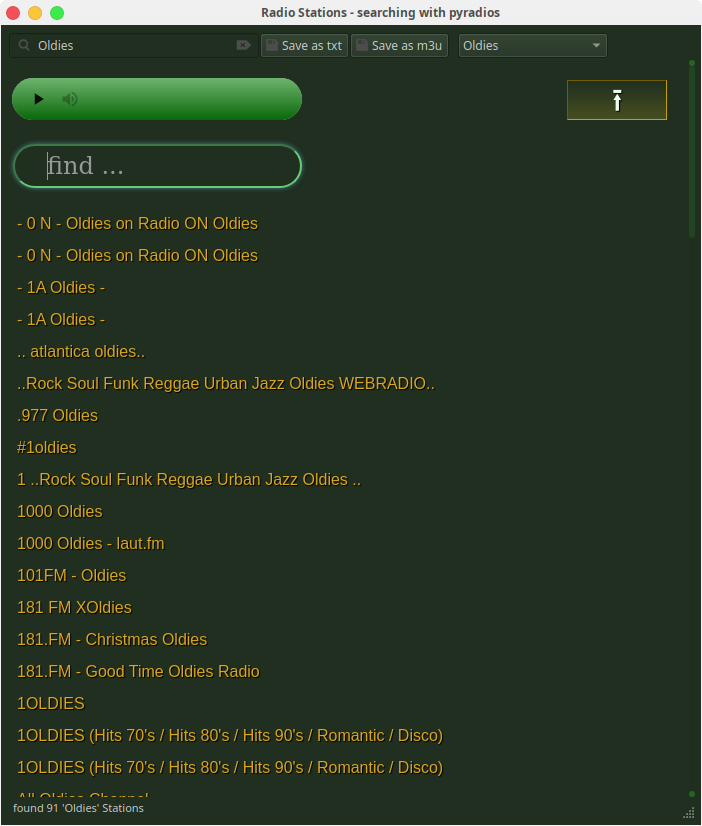 Radio Stations - searching with pyradios
Oldies Save as txt Save as m3u Oldies
find ...
- 0 N - Oldies on Radio ON Oldies
- 0 N - Oldies on Radio ON Oldies
- 1A Oldies -
- 1A Oldies -
.. atlantica oldies..
..Rock Soul Funk Reggae Urban Jazz Oldies WEBRADIO..
.977 Oldies
#1oldies
1 ..Rock Soul Funk Reggae Urban Jazz Oldies ..
1000 Oldies
1000 Oldies - laut.fm
101FM - Oldies
181 FM XOldies
181.FM - Christmas Oldies
181.FM - Good Time Oldies Radio
1OLDIES
1OLDIES (Hits 70's / Hits 80's / Hits 90's / Romantic / Disco)
1OLDIES (Hits 70's / Hits 80's / Hits 90's / Romantic / Disco)
All Oldies Channel
found 91 'Oldies' Stations